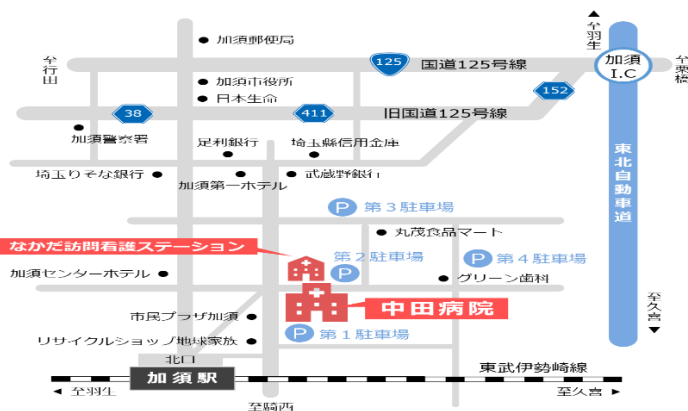 至羽生
加須郵便局
至行田
125
国道125号線
加須
I.C
至栗橋
加須市役所
日本生命
152
38
411
旧国道125号線
加須警察署
足利銀行
埼玉縣信用金庫
東北自動車道
埼玉りそな銀行
加須第一ホテル
武蔵野銀行
P 第3駐車場
丸茂食品マート
なかだ訪問看護ステーション
第2駐車場
P
P 第4駐車場
加須センターホテル
グリーン歯科
中田病院
至久喜
市民プラザ加須
P 第1駐車場
リサイクルショップ地球家族
北口
加須駅
東武伊勢崎線
至羽生
至久喜
至騎西